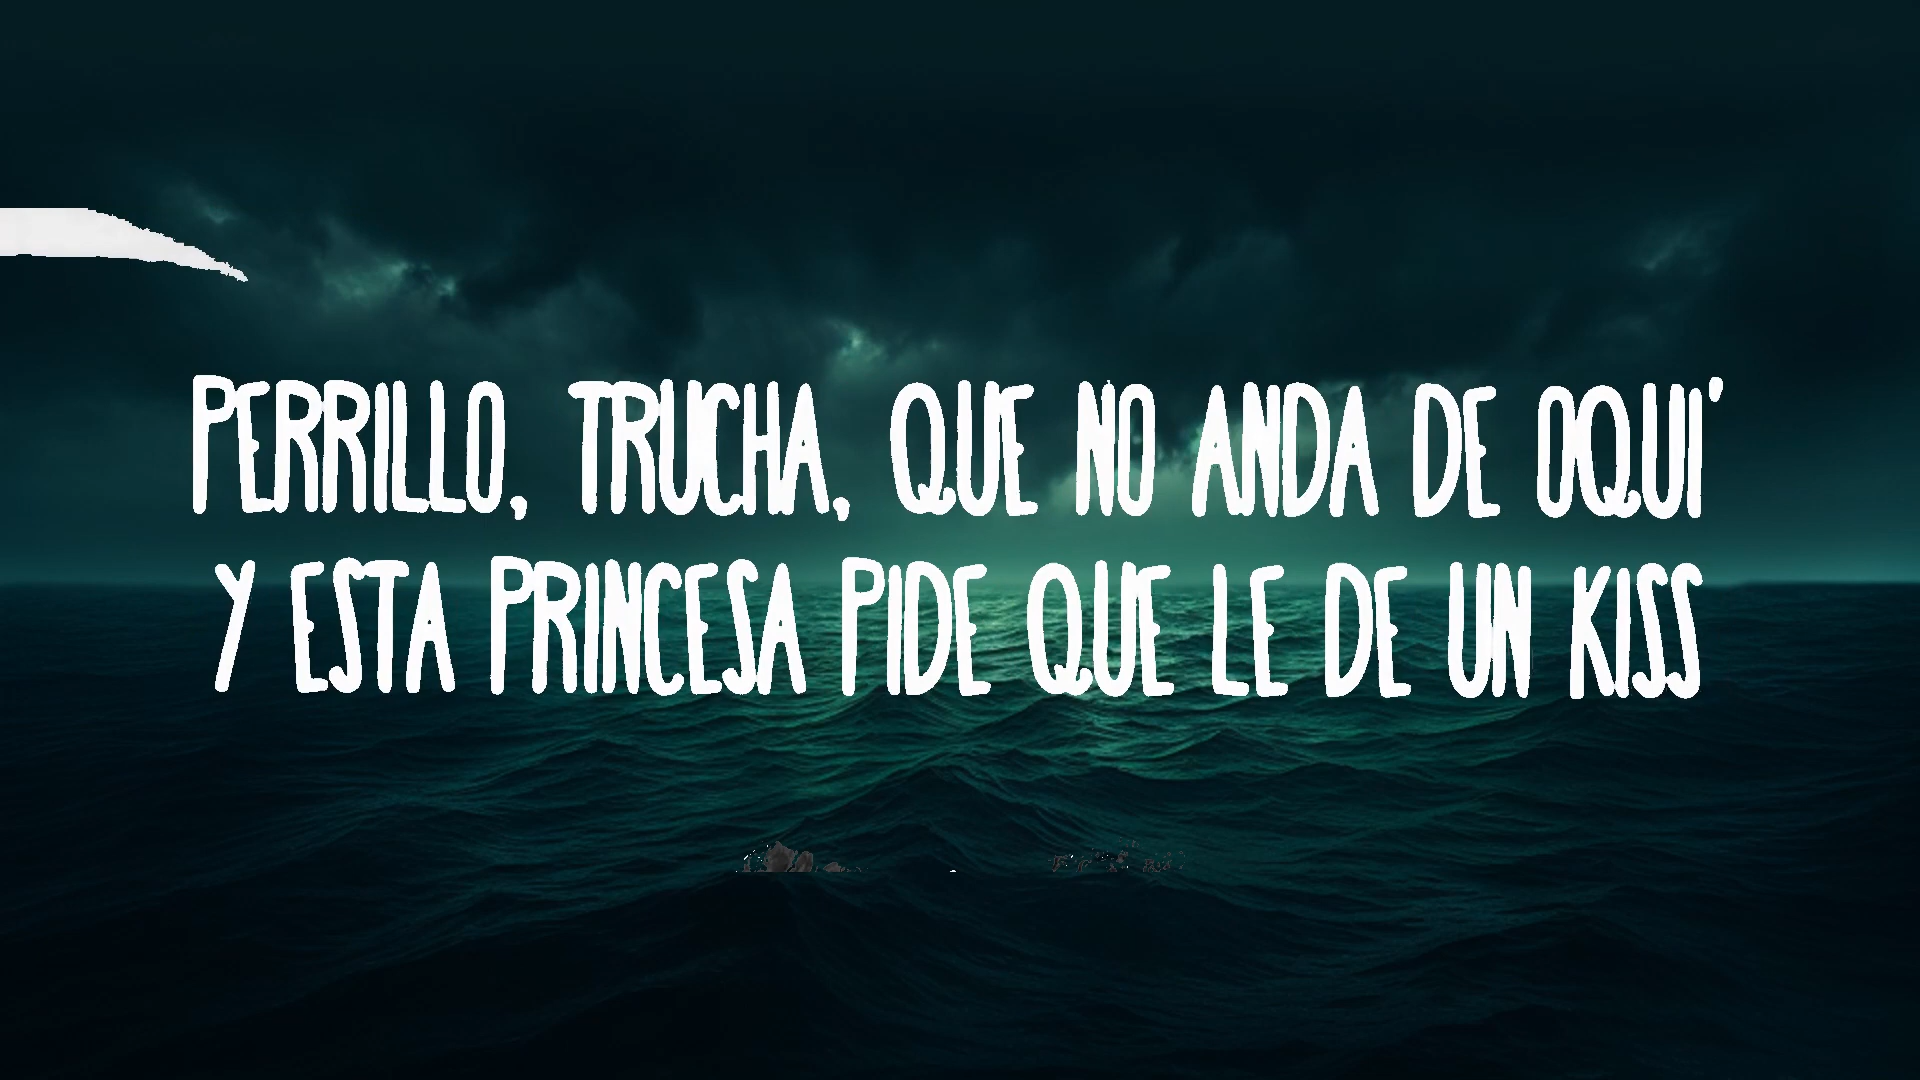 PERRILLO, TRUCHA, QUE NO ANDA DE OQUI'
Y ESTA PRINCESA PIDE QUE LE DE UN KISS